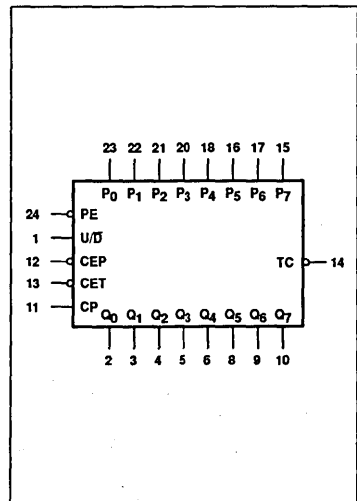 23 22 21 20 18 16 17 15
P0 P1 P2 P3 P4 P5 P6 P7
24 PE
1 U/D̅
12 CEP
TC 14
13 CET
11 CP
Q0 Q1 Q2 Q3 Q4 Q5 Q6 Q7
2 3 4 5 6 8 9 10